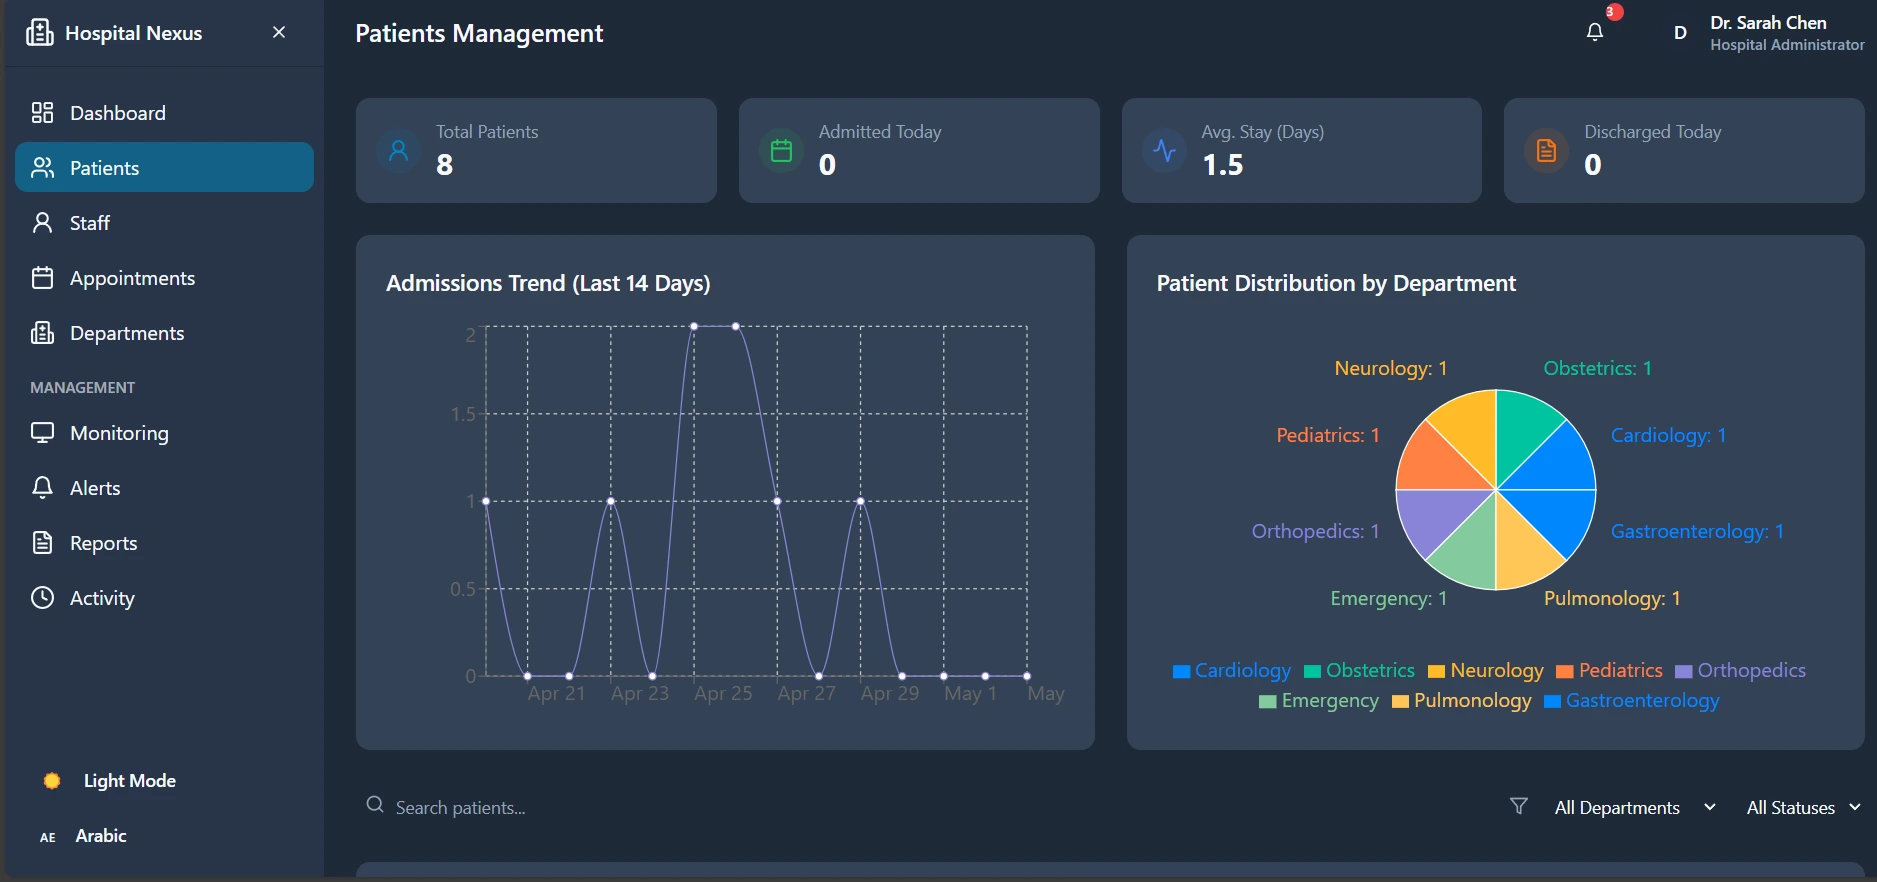 Hospital Nexus
Dashboard
Patients
Staff
Appointments
Departments
MANAGEMENT
Monitoring
Alerts
Reports
Activity
Light Mode
AE Arabic
Patients Management
3
D
Dr. Sarah Chen
Hospital Administrator
Total Patients
8
Admitted Today
0
Avg. Stay (Days)
1.5
Discharged Today
0
Admissions Trend (Last 14 Days)
2
1.5
1
0.5
0
Apr 21 Apr 23 Apr 25 Apr 27 Apr 29 May 1 May
Patient Distribution by Department
Neurology: 1 Obstetrics: 1
Pediatrics: 1 Cardiology: 1
Orthopedics: 1 Gastroenterology: 1
Emergency: 1 Pulmonology: 1
Cardiology Obstetrics Neurology Pediatrics Orthopedics
Emergency Pulmonology Gastroenterology
Search patients...
All Departments
All Statuses